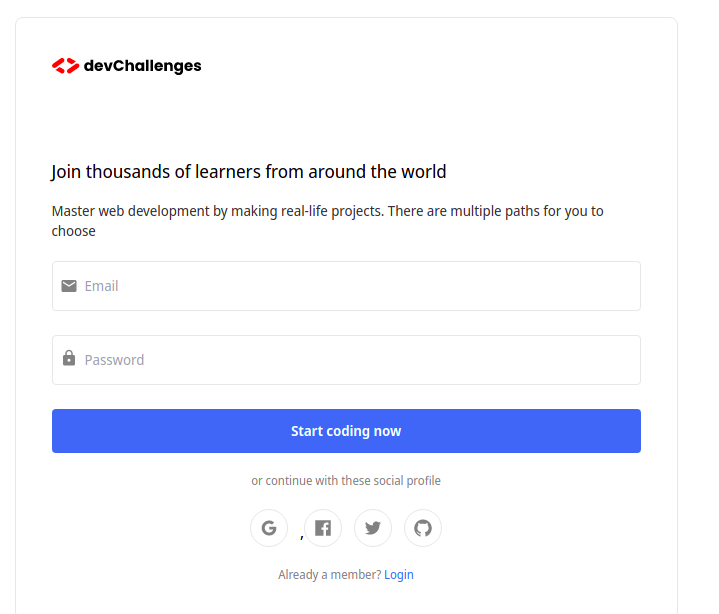 devChallenges
Join thousands of learners from around the world
Master web development by making real-life projects. There are multiple paths for you to
choose
Email
Password
Start coding now
or continue with these social profile
G , f
Already a member? Login